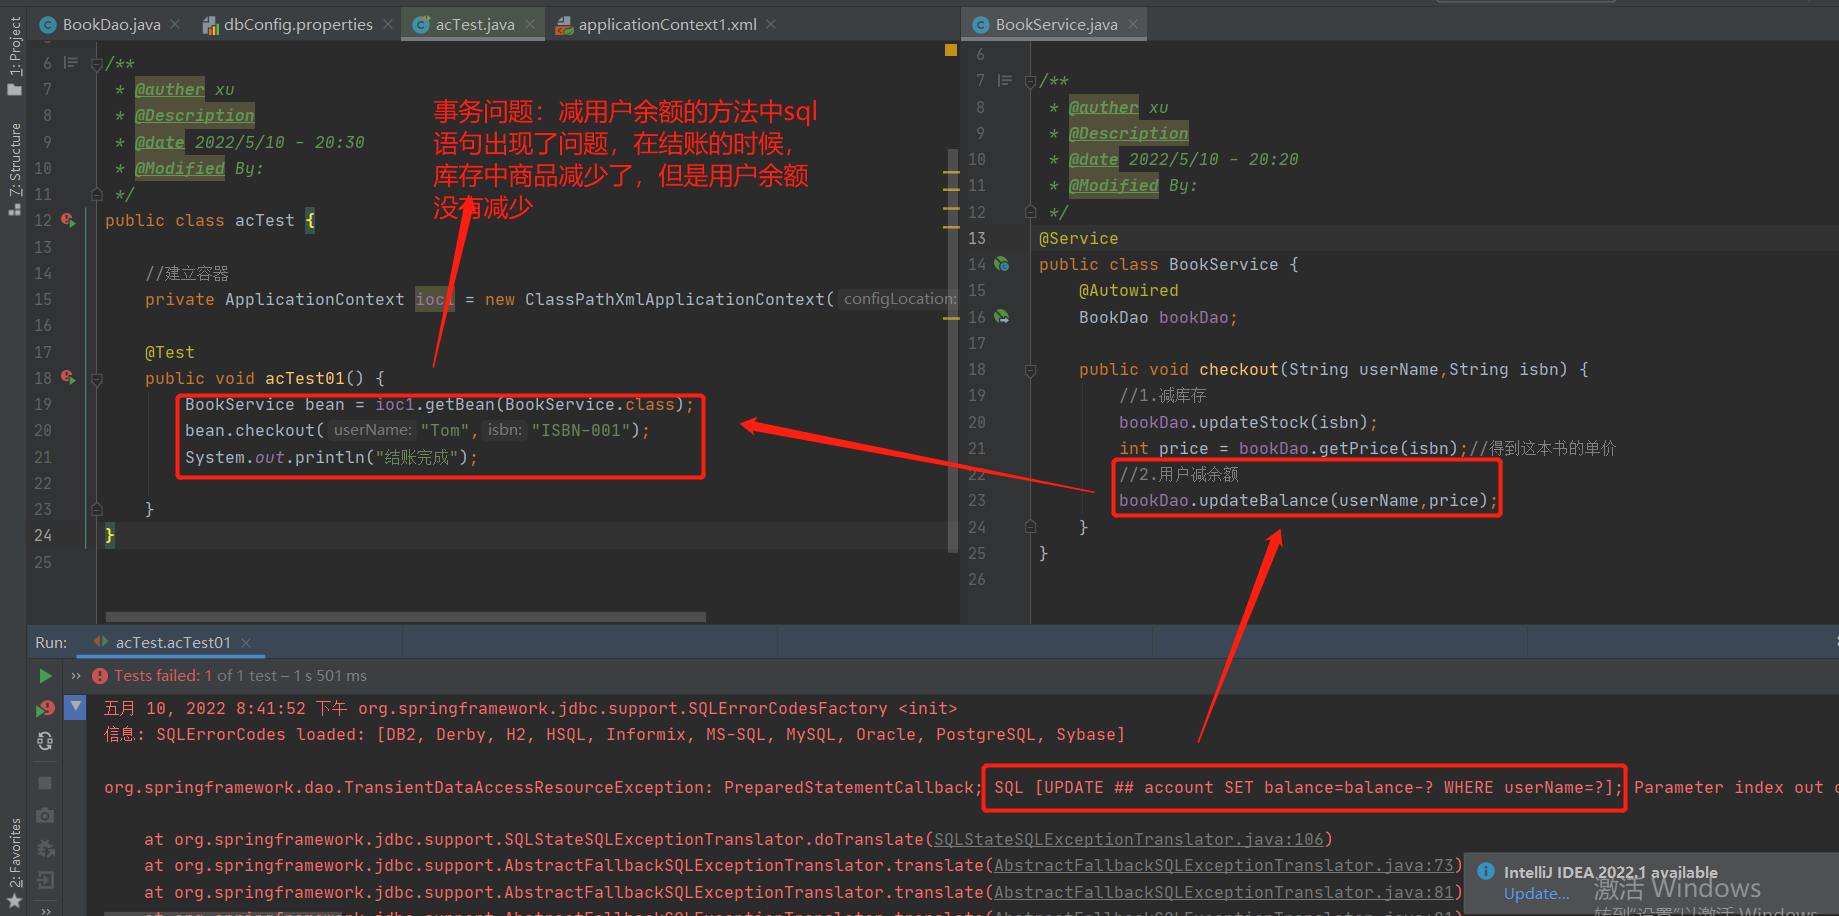 BookDao.java
dbConfig.properties
acTest.java
applicationContext1.xml
BookService.java
1: Project
7: Structure
2: Favorites
6 /**
7 * @auther xu
8 * @Description
9 * @date 2022/5/10 - 20:30
10 * @Modified By:
11 */
12 public class acTest {
13
14 //建立容器
15 private ApplicationContext ioc1 = new ClassPathXmlApplicationContext( configLocation:
16
17 @Test
18 public void acTest01() {
19 BookService bean = ioc1.getBean(BookService.class);
20 bean.checkout( userName: "Tom", isbn: "ISBN-001");
21 System.out.println("结账完成");
22
23 }
24 }
25
事务问题：减用户余额的方法中sql
语句出现了问题，在结账的时候，
库存中商品减少了，但是用户余额
没有减少
6
7 /**
8 * @auther xu
9 * @Description
10 * @date 2022/5/10 - 20:20
11 * @Modified By:
12 */
13 @Service
14 public class BookService {
15 @Autowired
16 BookDao bookDao;
17
18 public void checkout(String userName,String isbn) {
19 //1.减库存
20 bookDao.updateStock(isbn);
21 int price = bookDao.getPrice(isbn);//得到这本书的单价
22 //2.用户减余额
23 bookDao.updateBalance(userName,price);
24 }
25 }
26
Run: acTest.acTest01
Tests failed: 1 of 1 test – 1 s 501 ms
五月 10, 2022 8:41:52 下午 org.springframework.jdbc.support.SQLErrorCodesFactory <init>
信息: SQLErrorCodes loaded: [DB2, Derby, H2, HSQL, Informix, MS-SQL, MySQL, Oracle, PostgreSQL, Sybase]
org.springframework.dao.TransientDataAccessResourceException: PreparedStatementCallback; SQL [UPDATE ## account SET balance=balance-? WHERE userName=?]; Parameter index out
at org.springframework.jdbc.support.SQLStateSQLExceptionTranslator.doTranslate(SQLStateSQLExceptionTranslator.java:106)
at org.springframework.jdbc.support.AbstractFallbackSQLExceptionTranslator.translate(AbstractFallbackSQLExceptionTranslator.java:73)
at org.springframework.jdbc.support.AbstractFallbackSQLExceptionTranslator.translate(AbstractFallbackSQLExceptionTranslator.java:81)
IntelliJ IDEA 2022.1 available
Update...
激活 Windows
转到"设置"以激活 Windows